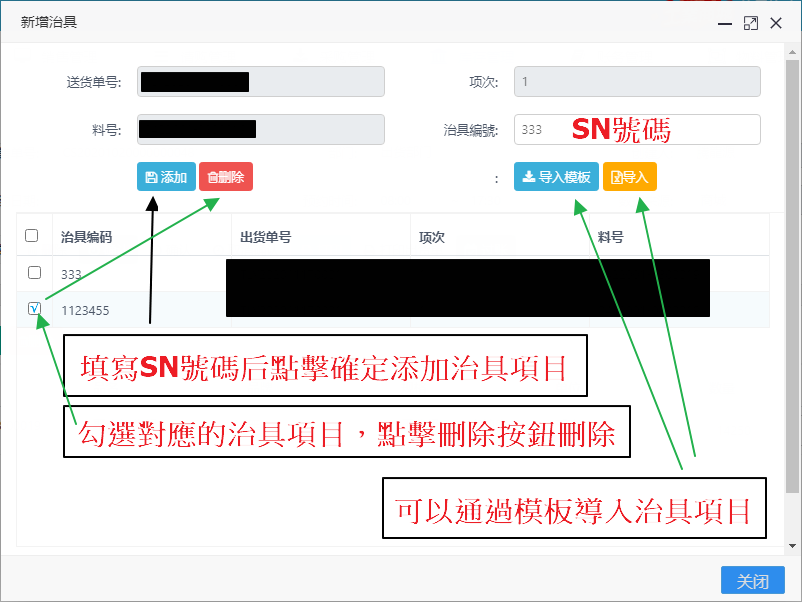 新增治具
送货单号:
项次: 1
料号:
治具編號: 333 SN號碼
添加 删除 : 导入模板 导入
治具编码 出货单号 项次 料号
333
1123455
填寫SN號碼后點擊確定添加治具項目
勾選對應的治具項目，點擊刪除按鈕刪除
可以通過模板導入治具項目
关闭